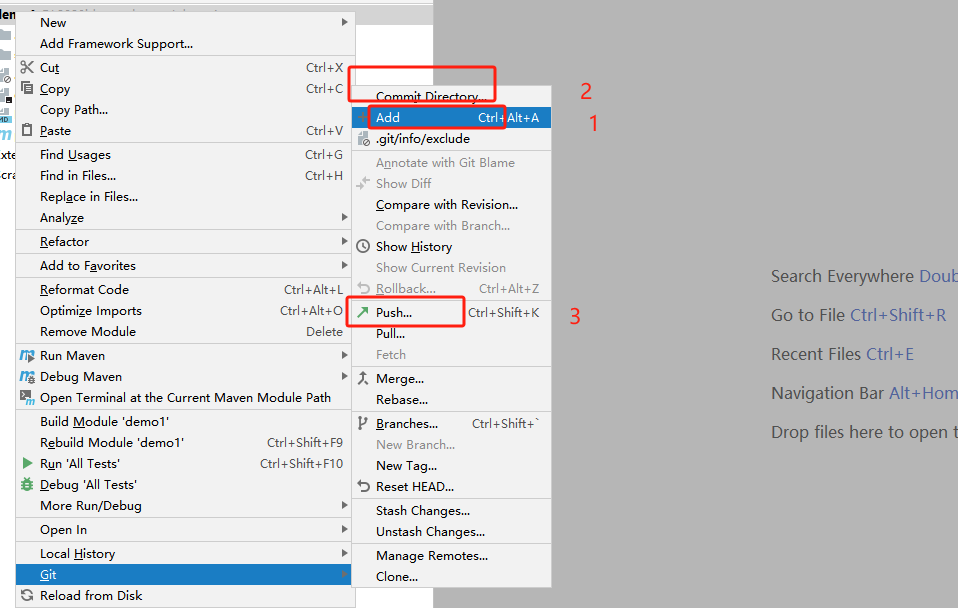 New
Add Framework Support...
Cut Ctrl+X
Copy Ctrl+C
Copy Path...
Paste Ctrl+V
Find Usages Ctrl+G
Find in Files... Ctrl+H
Replace in Files...
Analyze
Refactor
Add to Favorites
Reformat Code Ctrl+Alt+L
Optimize Imports Ctrl+Alt+O
Remove Module Delete
Run Maven
Debug Maven
Open Terminal at the Current Maven Module Path
Build Module 'demo1'
Rebuild Module 'demo1' Ctrl+Shift+F9
Run 'All Tests' Ctrl+Shift+F10
Debug 'All Tests'
More Run/Debug
Open In
Local History
Git
Reload from Disk
Commit Directory... 2
Add Ctrl+Alt+A 1
.git/info/exclude
Annotate with Git Blame
Show Diff
Compare with Revision...
Compare with Branch...
Show History
Show Current Revision
Rollback... Ctrl+Alt+Z
Push... Ctrl+Shift+K 3
Pull...
Fetch
Merge...
Rebase...
Branches... Ctrl+Shift+`
New Branch...
New Tag...
Reset HEAD...
Stash Changes...
Unstash Changes...
Manage Remotes...
Clone...
Search Everywhere Doub
Go to File Ctrl+Shift+R
Recent Files Ctrl+E
Navigation Bar Alt+Hom
Drop files here to open t